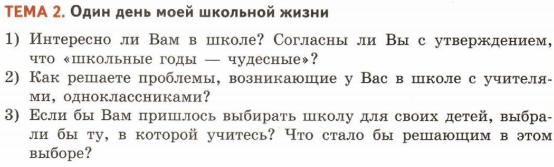 ТЕМА 2. Один день моей школьной жизни
1) Интересно ли Вам в школе? Согласны ли Вы с утверждением,
что «школьные годы — чудесные»?
2) Как решаете проблемы, возникающие у Вас в школе с учителя-
ми, одноклассниками?
3) Если бы Вам пришлось выбирать школу для своих детей, выбра-
ли бы ту, в которой учитесь? Что стало бы решающим в этом
выборе?